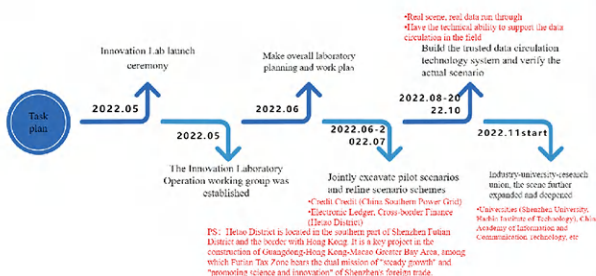 •Real scene, real data run through
•Have the technical ability to support the data
circulation in the field
Build the trusted data circulation
technology system and verify the
actual scenario
Innovation Lab launch
ceremony
Make overall laboratory
planning and work plan
Task
plan
2022.05
2022.05
2022.06
2022.06-2
022.07
2022.08-20
22.10
2022.11start
The Innovation Laboratory
Operation working group was
established
Jointly excavate pilot scenarios
and refine scenario schemes
•Credit Credit (China Southern Power Grid)
•Electronic Ledger, Cross-border Finance
(Hetao District)
PS: Hetao District is located in the southern part of Shenzhen Futian
District and the border with Hong Kong. It is a key project in the
construction of Guangdong-Hong Kong-Macao Greater Bay Area, among
which Futian Tax Zone bears the dual mission of "steady growth" and
"promoting science and innovation" of Shenzhen's foreign trade.
Industry-university-research
union, the scene further
expanded and deepened
•Universities (Shenzhen University,
Harbin Institute of Technology), Chin
Academy of Information and
Communication Technology, etc